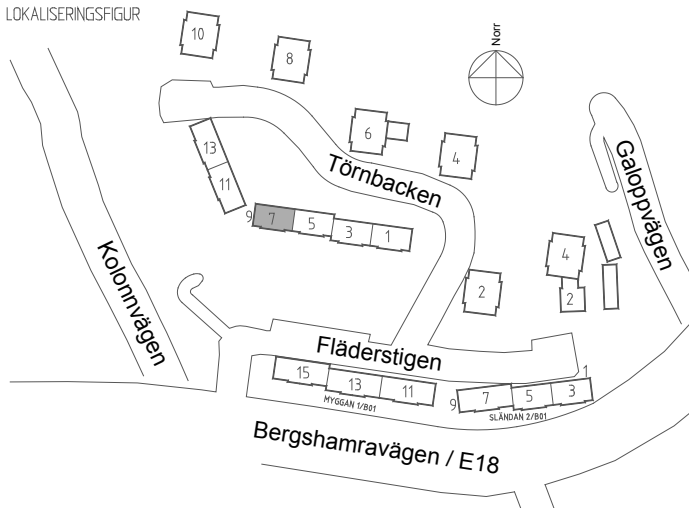 LOKALISERINGSFIGUR
10
8
Norr
6
4
13
11
Törnbacken
Galoppvägen
9
7
5
3
1
Kolonnvägen
4
2
2
Fläderstigen
15
13
11
MYGGAN 1/B01
9
7
5
3
1
SLÄNDAN 2/B01
Bergshamravägen / E18